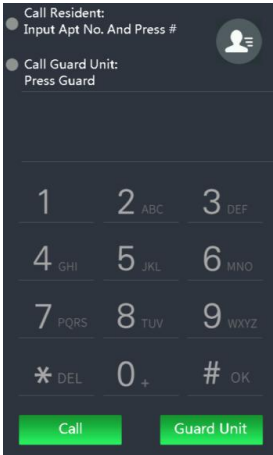 Call Resident:
Input Apt No. And Press #
Call Guard Unit:
Press Guard
1 2 ABC 3 DEF
4 GHI 5 JKL 6 MNO
7 PQRS 8 TUV 9 WXYZ
* DEL 0 + # OK
Call Guard Unit